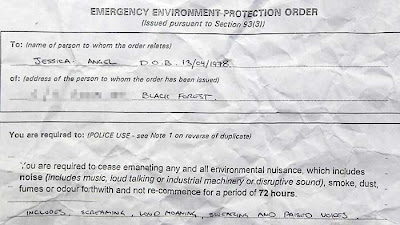 EMERGENCY ENVIRONMENT PROTECTION ORDER
(Issued pursuant to Section 93(3))
To: (name of person to whom the order relates)
JESSICA ANGEL D.O.B. 13/04/1978.
of: (address of the person to whom the order has been issued)
BLACK FOREST.
You are required to: (POLICE USE - see Note 1 on reverse of duplicate)
You are required to cease emanating any and all environmental nuisance, which includes
noise (includes music, loud talking or industrial machinery or disruptive sound), smoke, dust,
fumes or odour forthwith and not re-commence for a period of 72 hours.
INCLUDES, SCREAMING, LOUD MOANING, SWEARING AND RAISED VOICES.